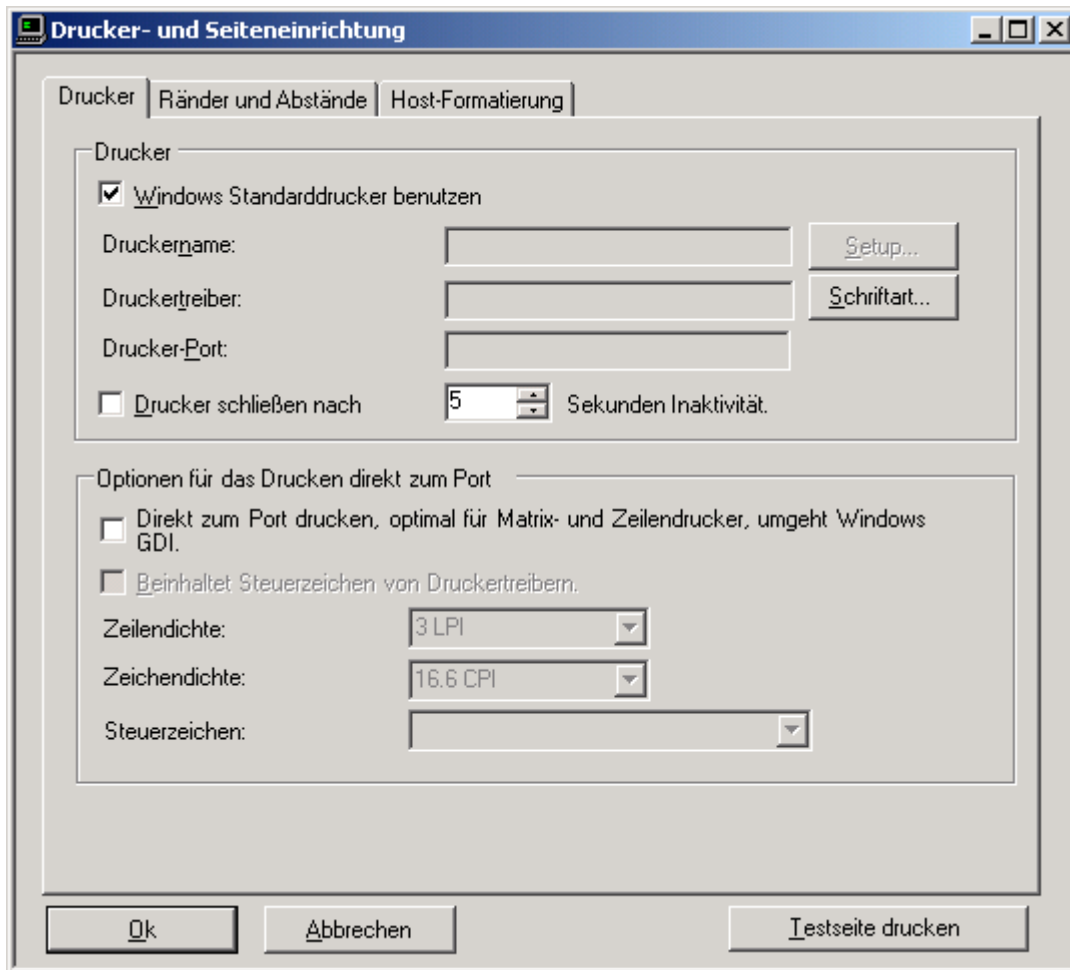 Drucker- und Seiteneinrichtung
Drucker Ränder und Abstände Host-Formatierung
Drucker
Windows Standarddrucker benutzen
Druckername: Setup...
Druckertreiber: Schriftart...
Drucker-Port:
Drucker schließen nach 5 Sekunden Inaktivität.
Optionen für das Drucken direkt zum Port
Direkt zum Port drucken, optimal für Matrix- und Zeilendrucker, umgeht Windows
GDI.
Beinhaltet Steuerzeichen von Druckertreibern.
Zeilendichte: 3 LPI
Zeichendichte: 16.6 CPI
Steuerzeichen:
Ok Abbrechen Testseite drucken